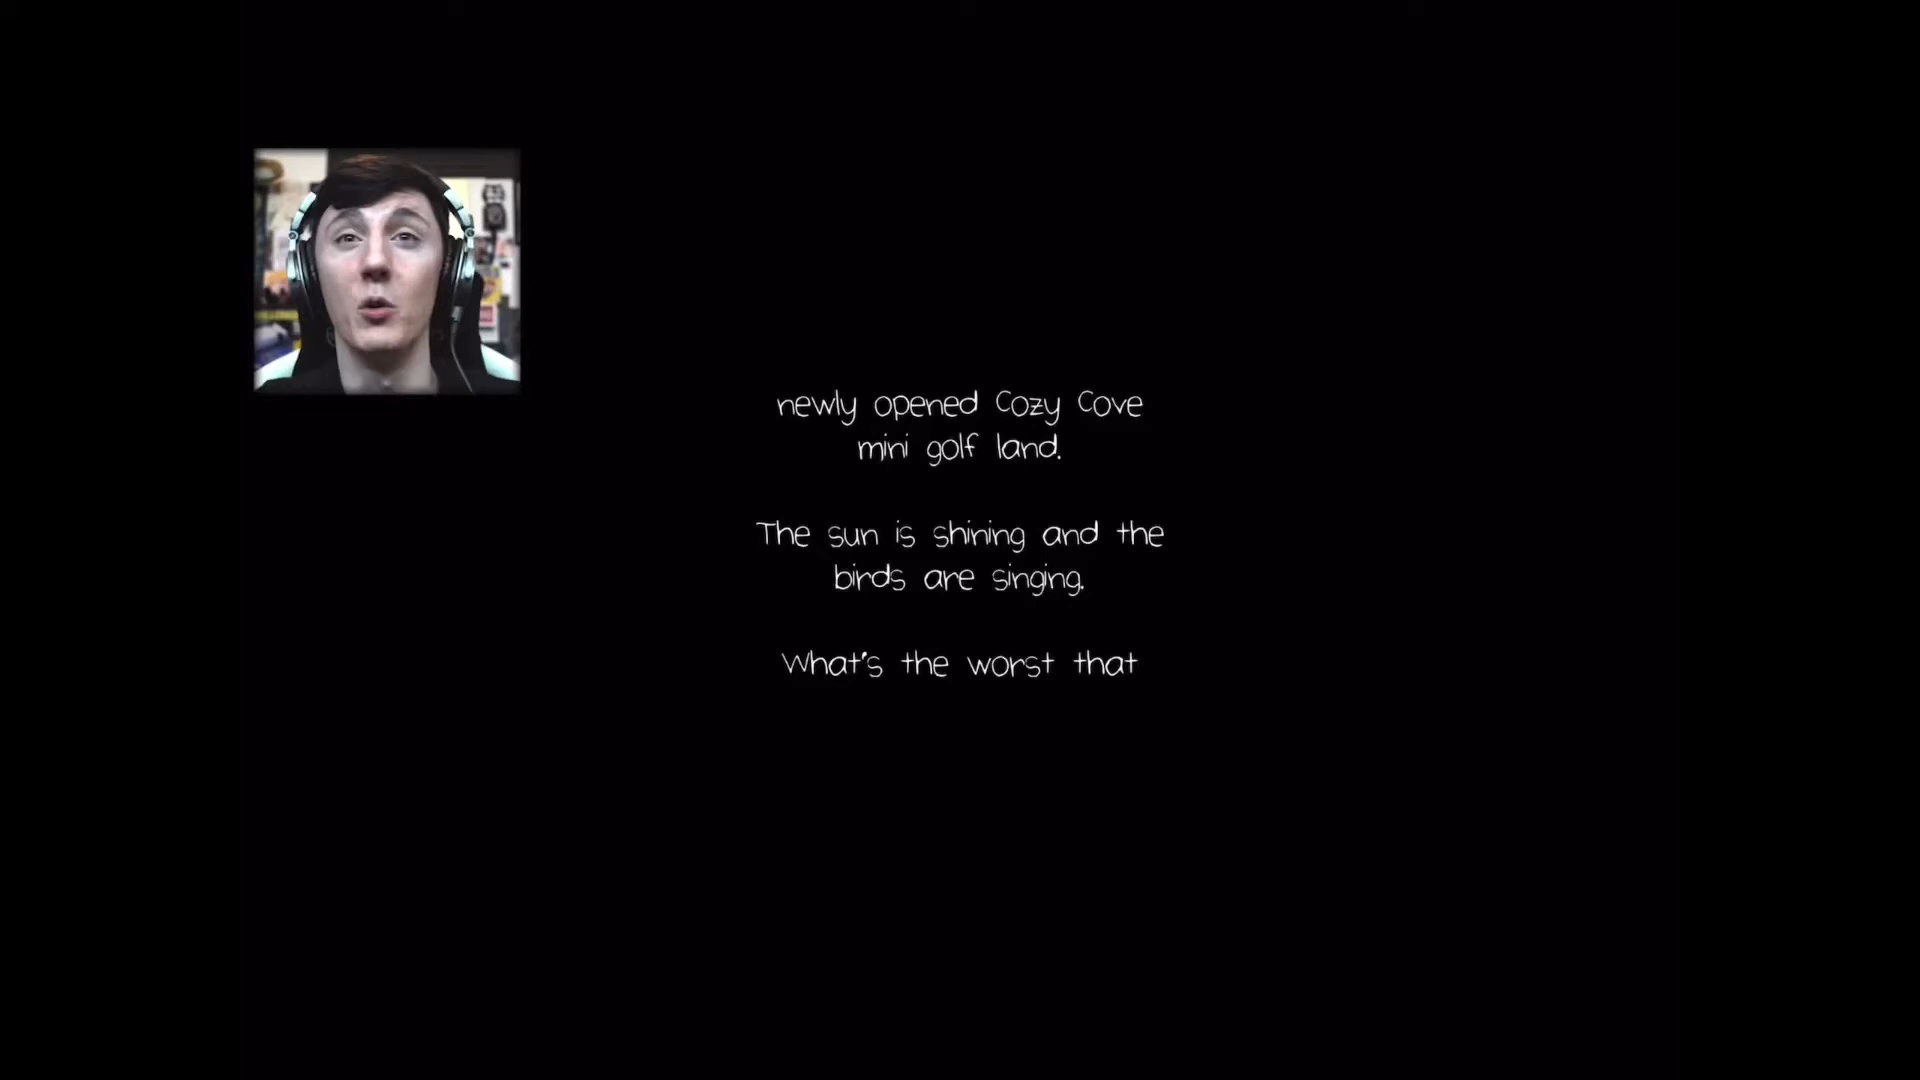 newly opened Cozy Cove
mini golf land.
The sun is shining and the
birds are singing.
What's the worst that